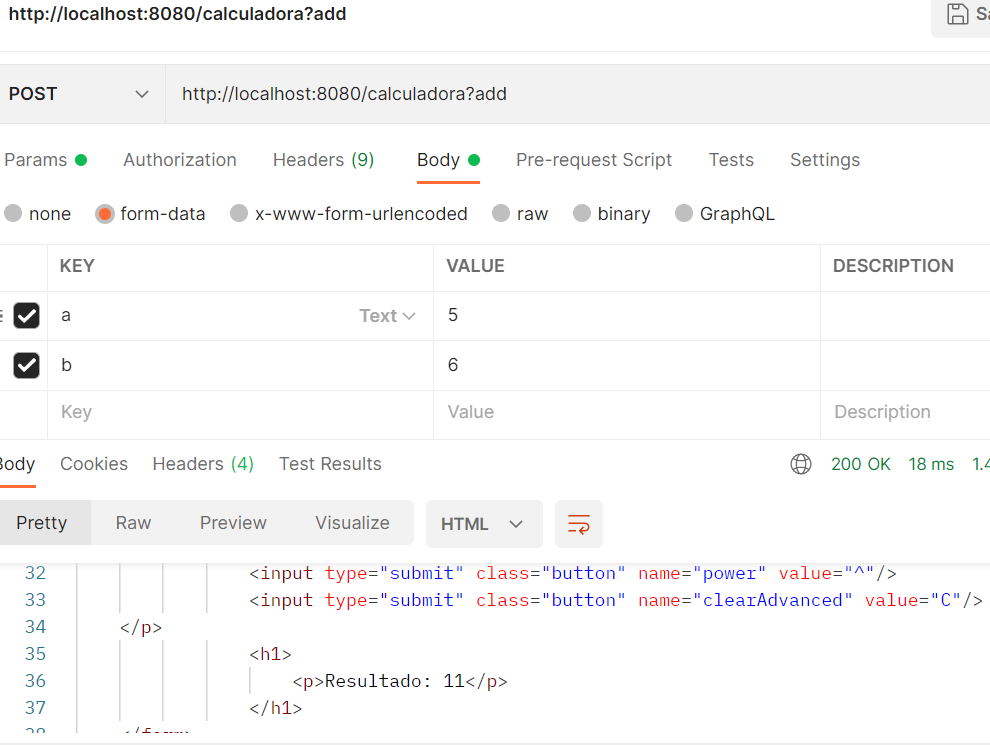 http://localhost:8080/calculadora?add
POST http://localhost:8080/calculadora?add
Params Authorization Headers (9) Body Pre-request Script Tests Settings
none form-data x-www-form-urlencoded raw binary GraphQL
KEY VALUE DESCRIPTION
a Text 5
b 6
Key Value Description
Body Cookies Headers (4) Test Results 200 OK 18 ms
Pretty Raw Preview Visualize HTML
32 <input type="submit" class="button" name="power" value="^"/>
33 <input type="submit" class="button" name="clearAdvanced" value="C"/>
34 </p>
35 <h1>
36 <p>Resultado: 11</p>
37 </h1>
38 </form>